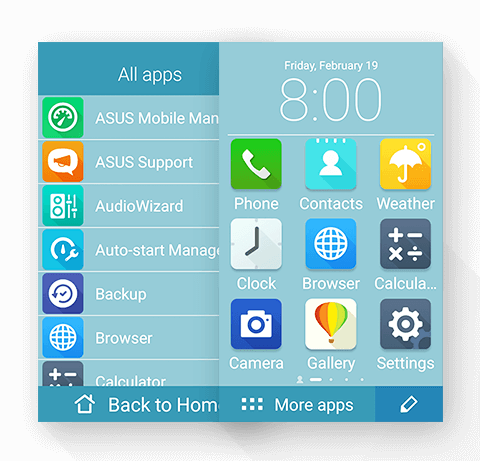 All apps
ASUS Mobile Man
ASUS Support
AudioWizard
Auto-start Manage
Backup
Browser
Calculator
Back to Home
Friday, February 19
8:00
Phone
Contacts
Weather
Clock
Browser
Calcula...
Camera
Gallery
Settings
More apps